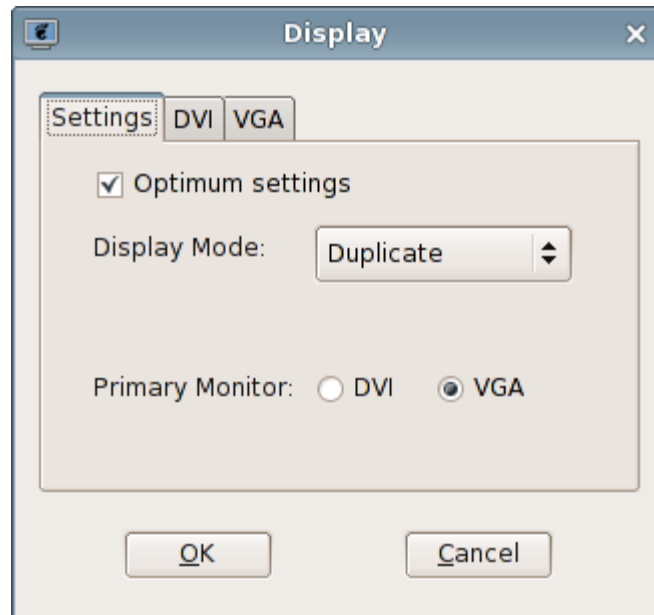 Display
Settings DVI VGA
Optimum settings
Display Mode: Duplicate
Primary Monitor: DVI VGA
OK Cancel